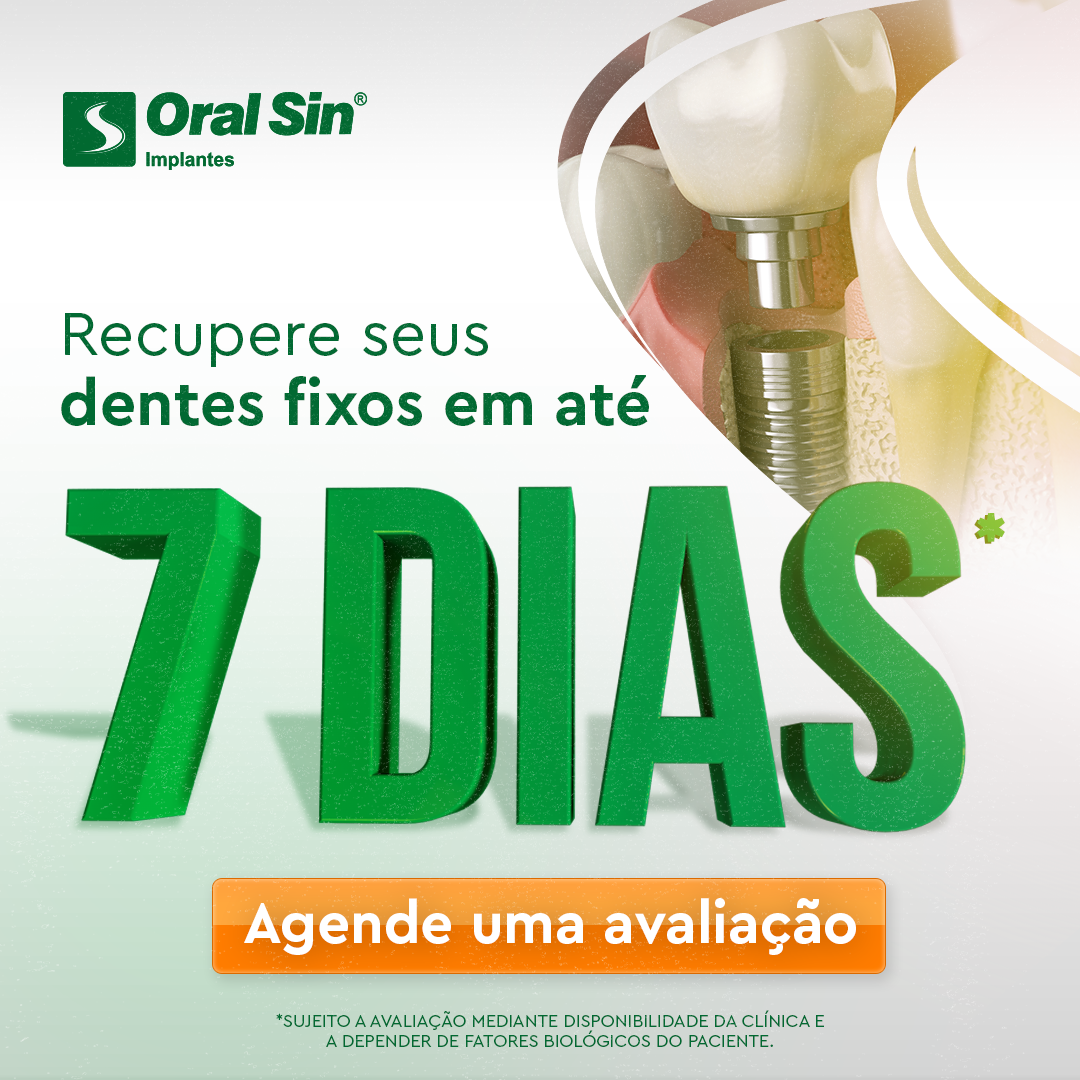 Oral Sin®
Implantes
Recupere seus
dentes fixos em até
7 DIAS*
Agende uma avaliação
*SUJEITO A AVALIAÇÃO MEDIANTE DISPONIBILIDADE DA CLÍNICA E
A DEPENDER DE FATORES BIOLÓGICOS DO PACIENTE.